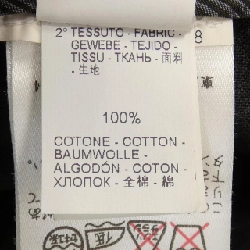 2° TESSUTO - FABRIC -
GEWEBE - TEJIDO -
TISSU - ТКАНЬ - 面料
- 生地
8
100%
COTONE - COTTON -
BAUMWOLLE -
ALGODÓN - COTON -
ХЛОПОК - 全棉 - 綿